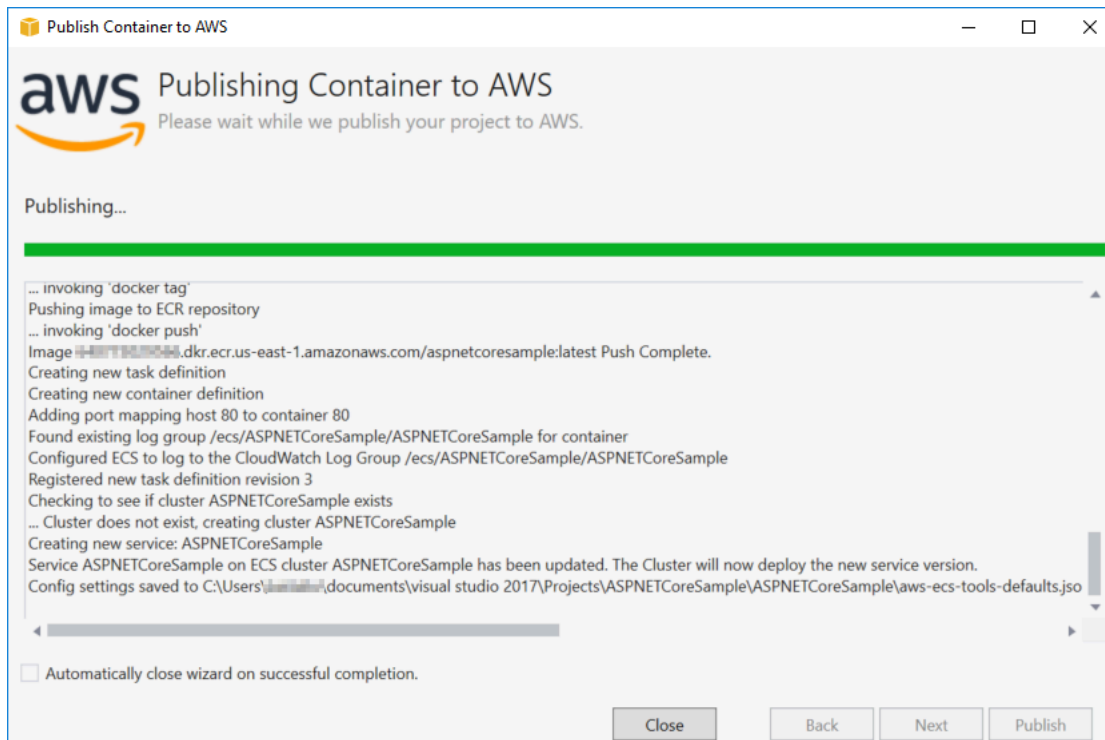 Publish Container to AWS
aws
Publishing Container to AWS
Please wait while we publish your project to AWS.
Publishing...
... invoking 'docker tag'
Pushing image to ECR repository
... invoking 'docker push'
Image .dkr.ecr.us-east-1.amazonaws.com/aspnetcoresample:latest Push Complete.
Creating new task definition
Creating new container definition
Adding port mapping host 80 to container 80
Found existing log group /ecs/ASPNETCoreSample/ASPNETCoreSample for container
Configured ECS to log to the CloudWatch Log Group /ecs/ASPNETCoreSample/ASPNETCoreSample
Registered new task definition revision 3
Checking to see if cluster ASPNETCoreSample exists
... Cluster does not exist, creating cluster ASPNETCoreSample
Creating new service: ASPNETCoreSample
Service ASPNETCoreSample on ECS cluster ASPNETCoreSample has been updated. The Cluster will now deploy the new service version.
Config settings saved to C:\Users\ \documents\visual studio 2017\Projects\ASPNETCoreSample\ASPNETCoreSample\aws-ecs-tools-defaults.jso
Automatically close wizard on successful completion.
Close Back Next Publish